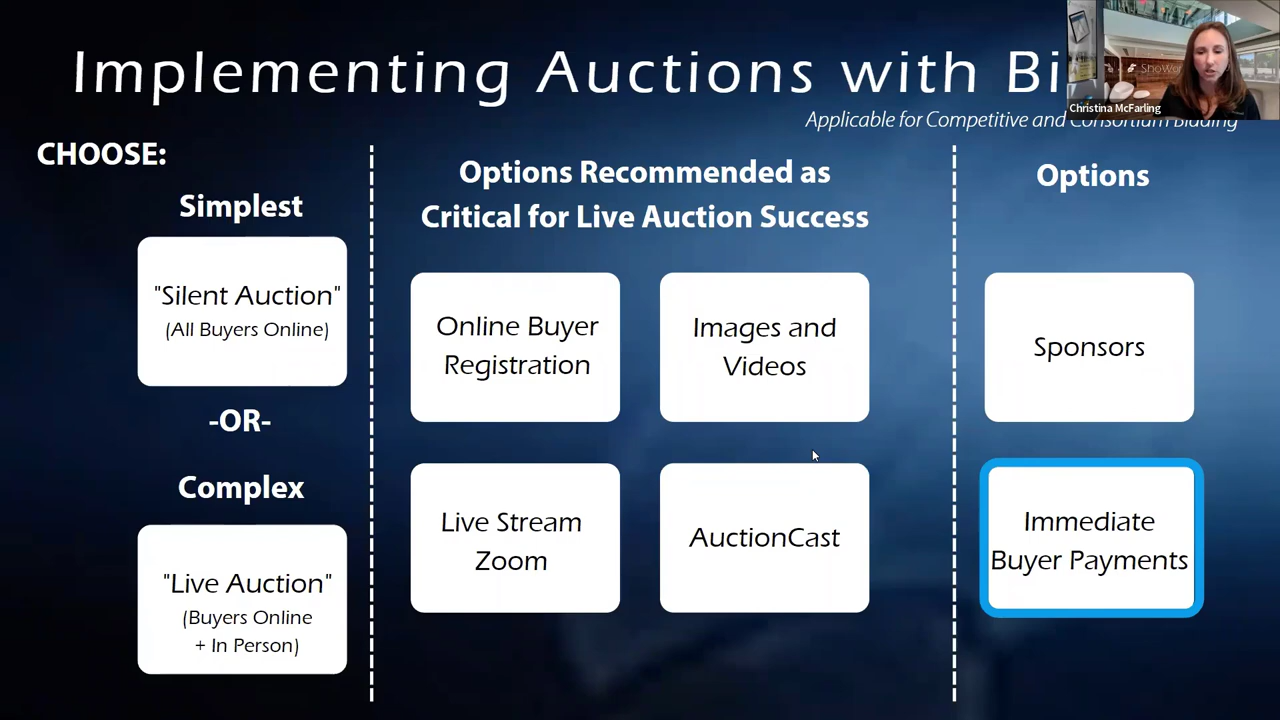 Implementing Auctions with Bi
Christina McFarling
Applicable for Competitive and Consortium Bidding
CHOOSE:
Simplest
"Silent Auction"
(All Buyers Online)
-OR-
Complex
"Live Auction"
(Buyers Online
+ In Person)
Options Recommended as
Critical for Live Auction Success
Online Buyer
Registration
Images and
Videos
Live Stream
Zoom
AuctionCast
Options
Sponsors
Immediate
Buyer Payments